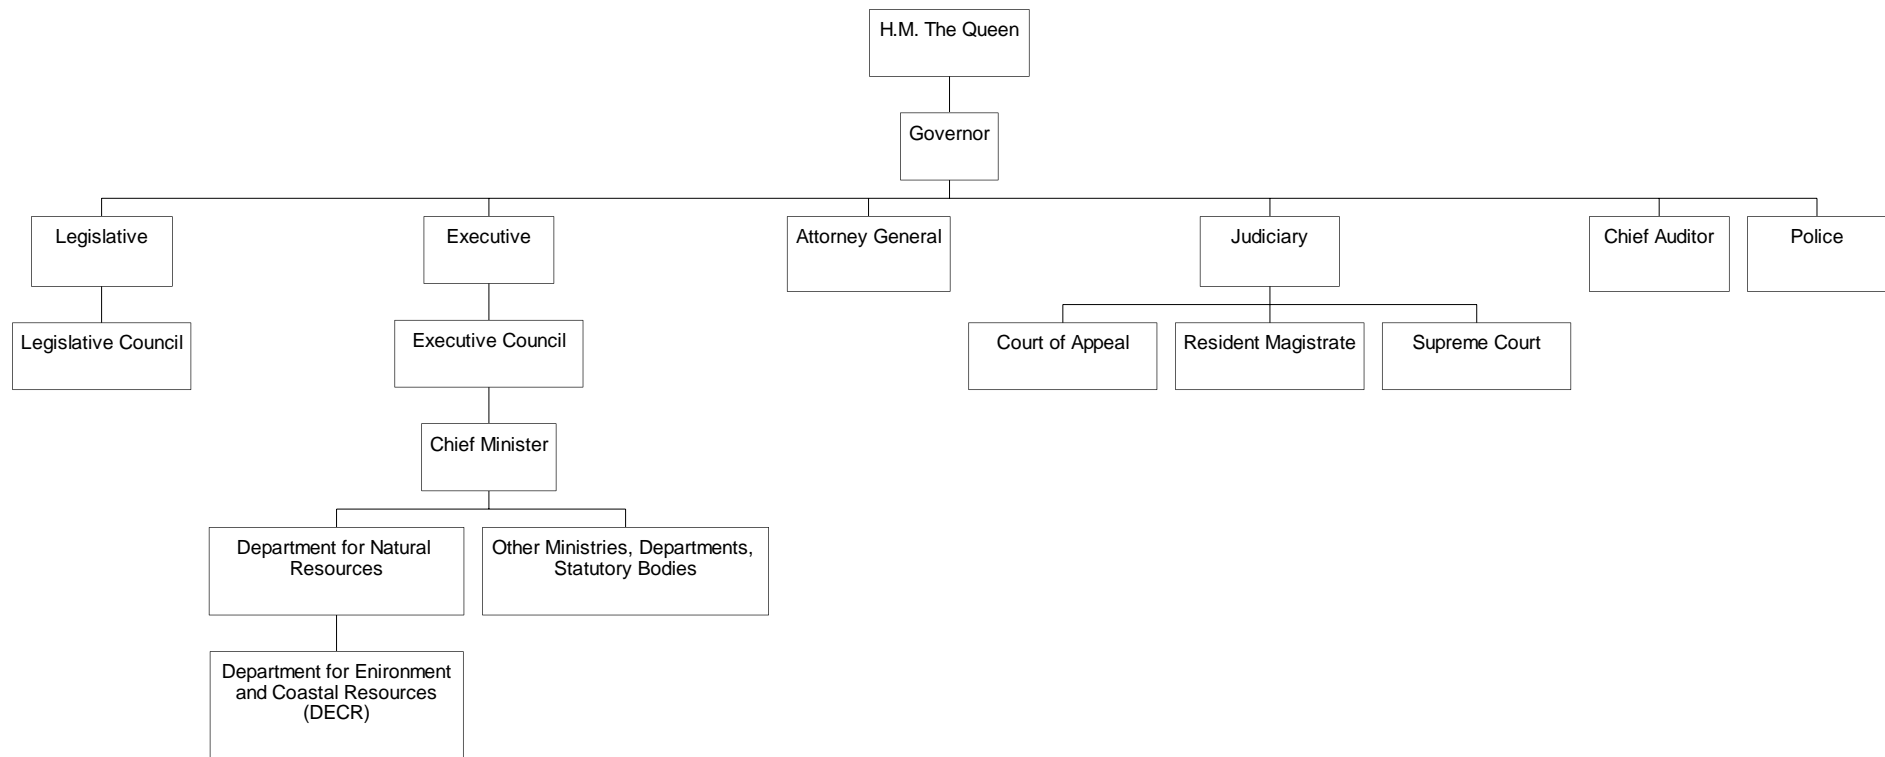 H.M. The Queen
Governor
Legislative
Executive
Attorney General
Judiciary
Chief Auditor
Police
Legislative Council
Executive Council
Court of Appeal
Resident Magistrate
Supreme Court
Chief Minister
Department for Natural
Resources
Other Ministries, Departments,
Statutory Bodies
Department for Enironment
and Coastal Resources
(DECR)